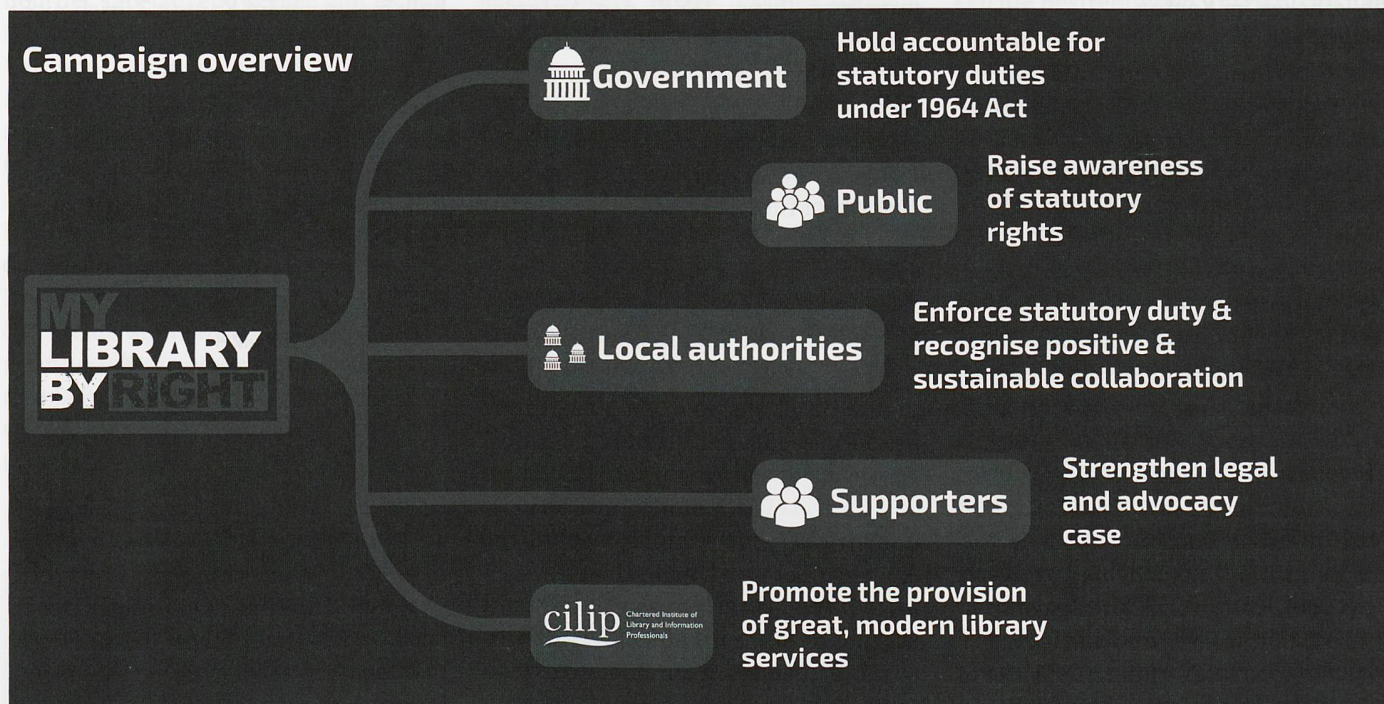 Campaign overview
Government
Hold accountable for
statutory duties
under 1964 Act
Public
Raise awareness
of statutory
rights
MY
LIBRARY
BY RIGHT
Local authorities
Enforce statutory duty &
recognise positive &
sustainable collaboration
Supporters
Strengthen legal
and advocacy
case
cilip
Chartered Institute of
Library and Information
Professionals
Promote the provision
of great, modern library
services